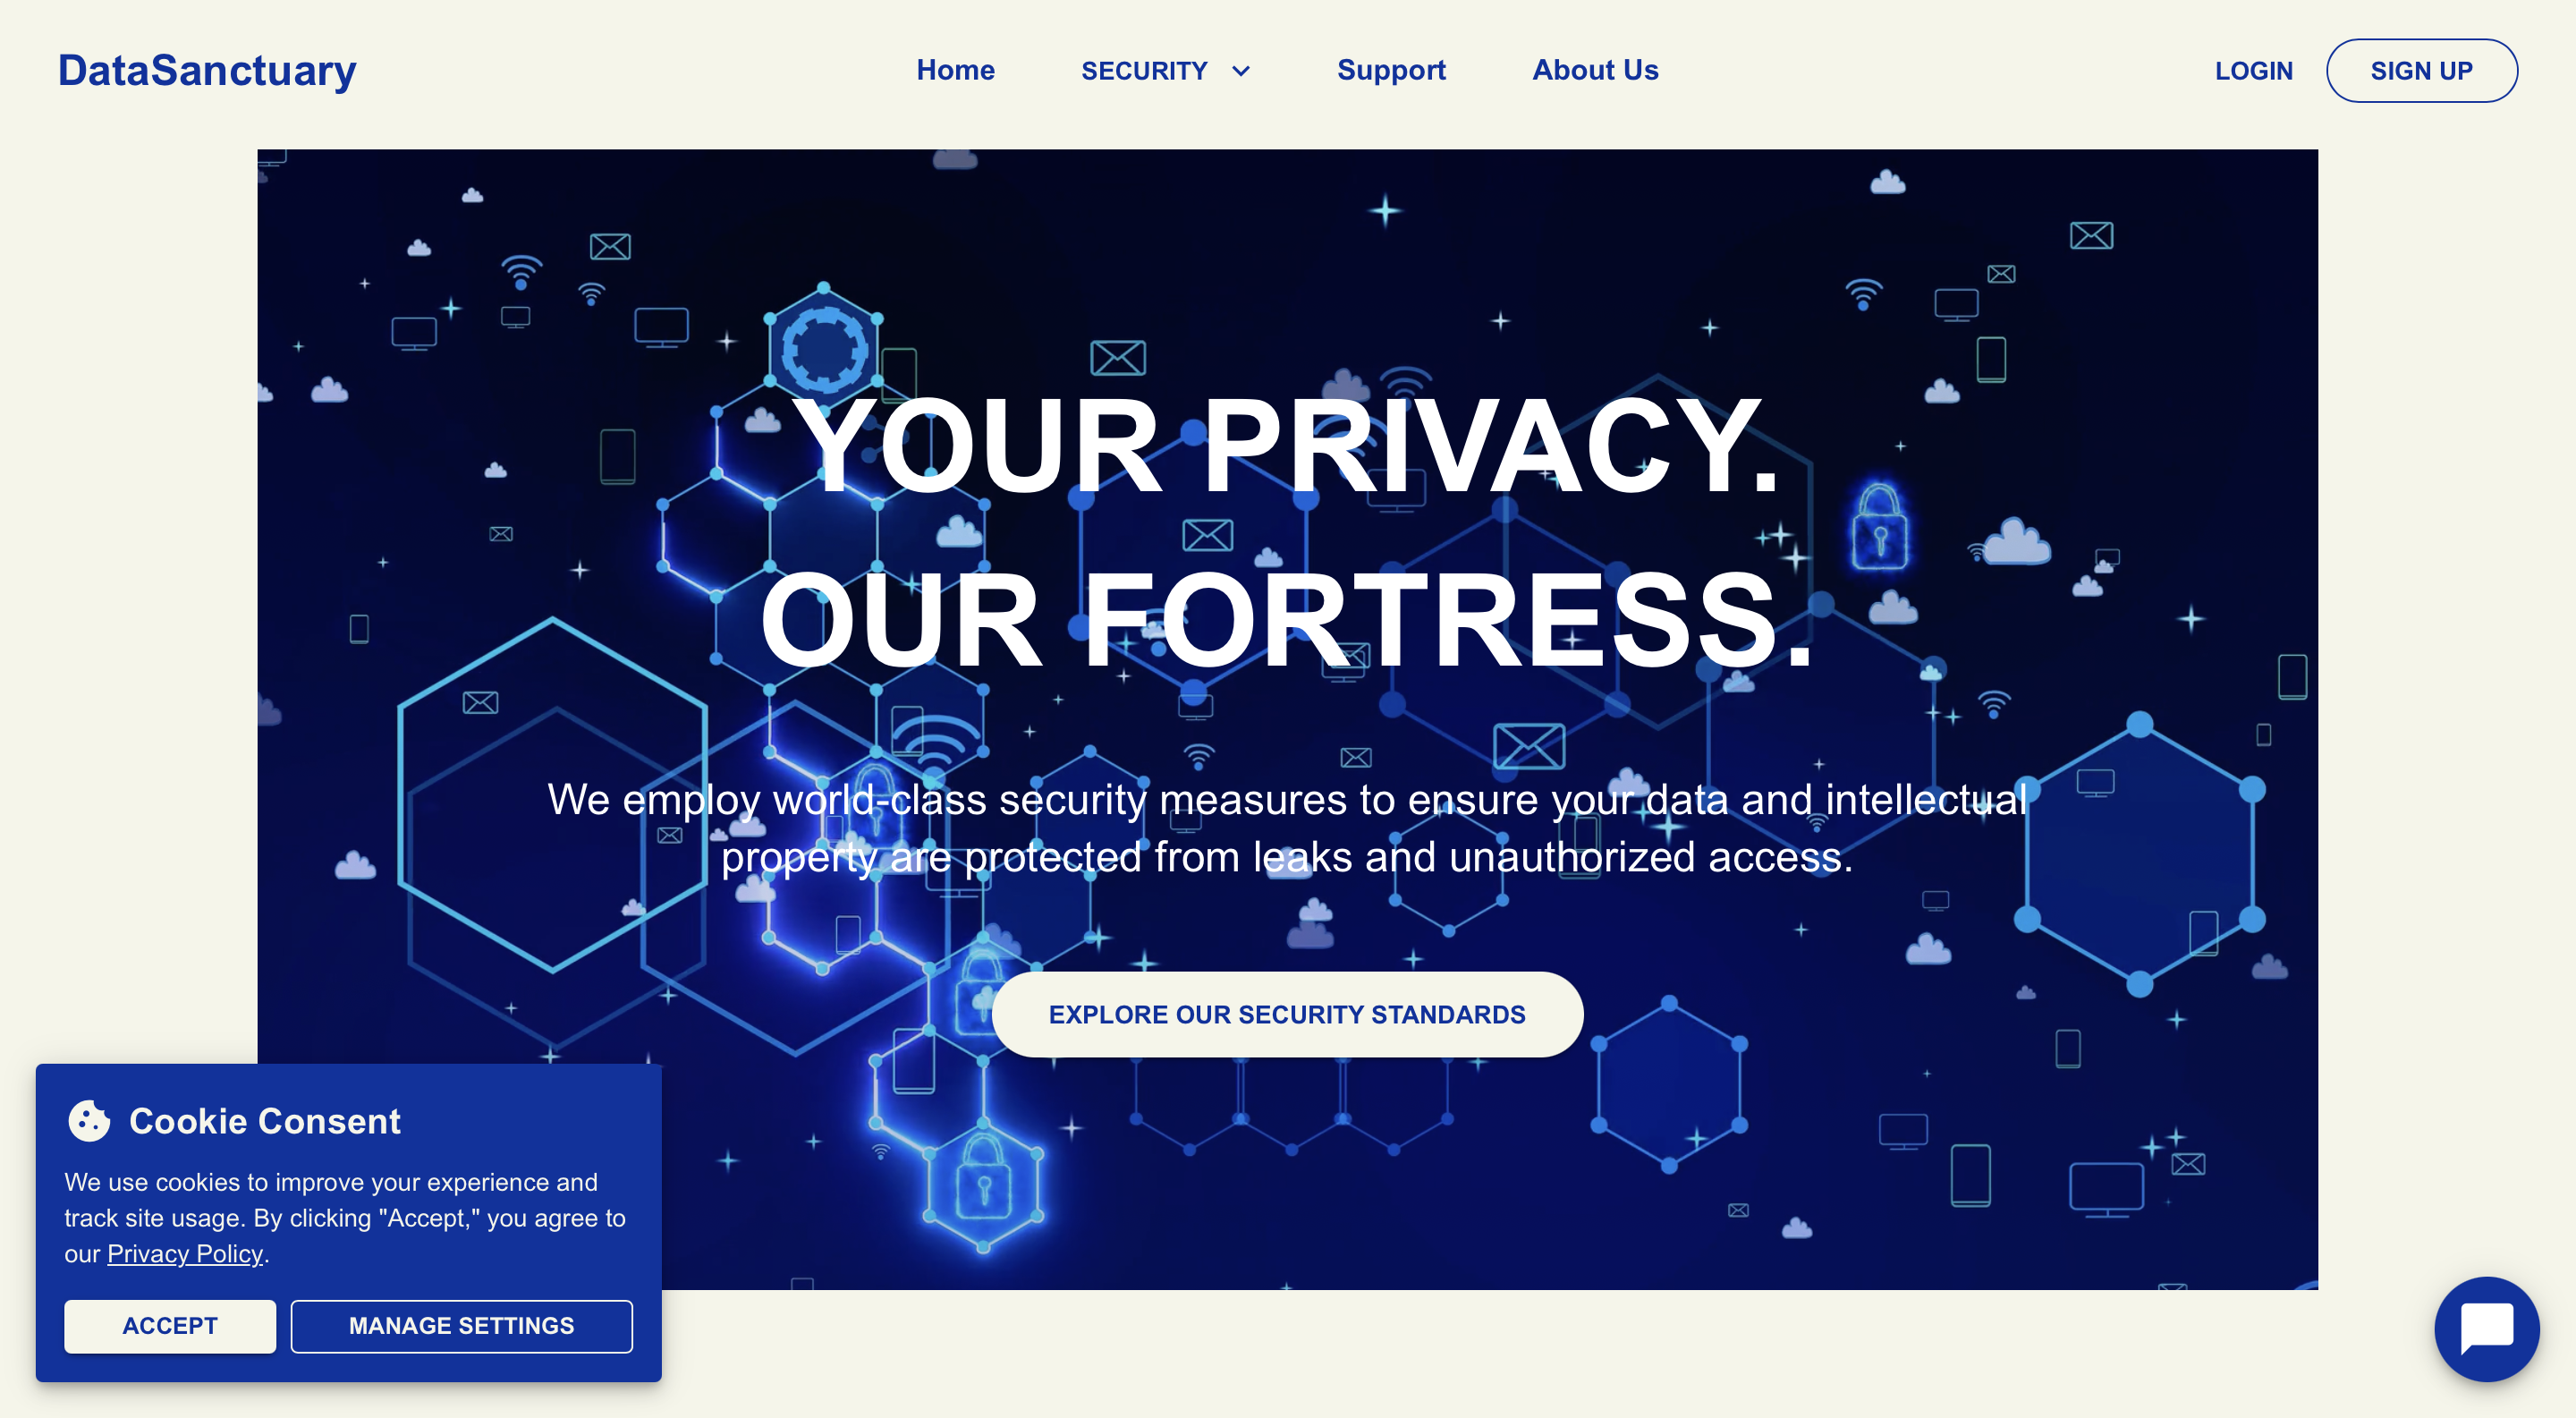 DataSanctuary
Home
SECURITY
Support
About Us
LOGIN
SIGN UP
YOUR PRIVACY.
OUR FORTRESS.
We employ world-class security measures to ensure your data and intellectual
property are protected from leaks and unauthorized access.
EXPLORE OUR SECURITY STANDARDS
Cookie Consent
We use cookies to improve your experience and
track site usage. By clicking "Accept," you agree to
our Privacy Policy.
ACCEPT
MANAGE SETTINGS